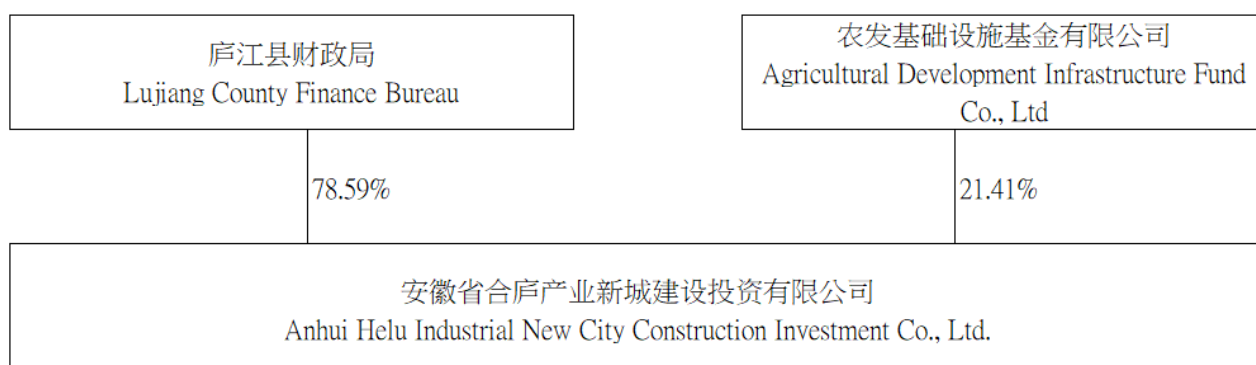 庐江县财政局
Lujiang County Finance Bureau
农发基础设施基金有限公司
Agricultural Development Infrastructure Fund
Co., Ltd
78.59%
21.41%
安徽省合庐产业新城建设投资有限公司
Anhui Helu Industrial New City Construction Investment Co., Ltd.